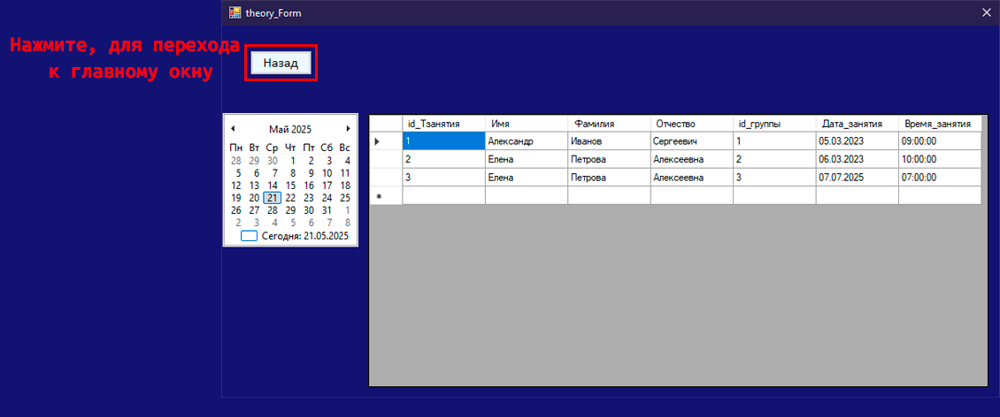 theory_Form
Нажмите, для перехода
к главному окну
Назад
Май 2025
Пн Вт Ср Чт Пт Сб Вс
28 29 30 1 2 3 4
5 6 7 8 9 10 11
12 13 14 15 16 17 18
19 20 21 22 23 24 25
26 27 28 29 30 31 1
2 3 4 5 6 7 8
Сегодня: 21.05.2025
id_Тзанятия Имя Фамилия Отчество id_группы Дата_занятия Время_занятия
1 Александр Иванов Сергеевич 1 05.03.2023 09:00:00
2 Елена Петрова Алексеевна 2 06.03.2023 10:00:00
3 Елена Петрова Алексеевна 3 07.07.2025 07:00:00